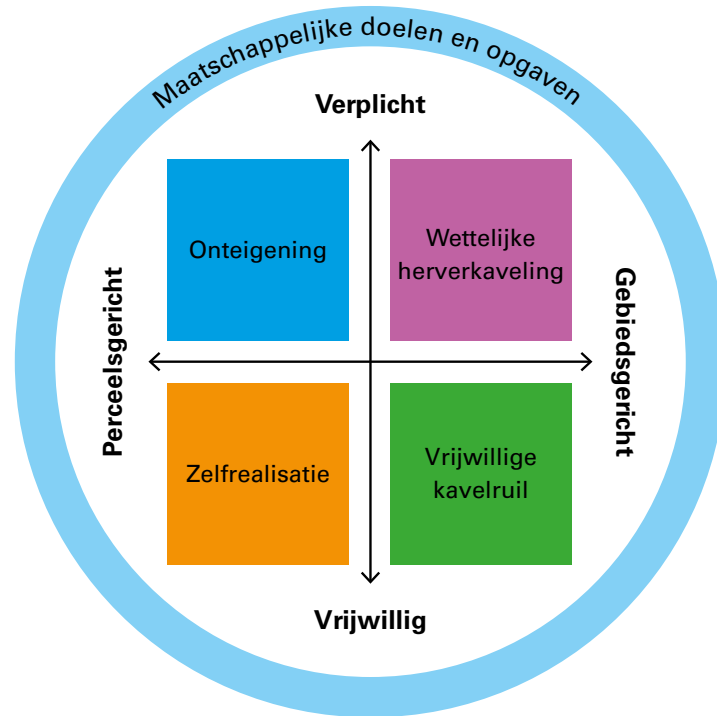 Maatschappelijke doelen en opgaven
Verplicht
Onteigening
Wettelijke
herverkaveling
Perceelsgericht
Gebiedsgericht
Zelfrealisatie
Vrijwillige
kavelruil
Vrijwillig